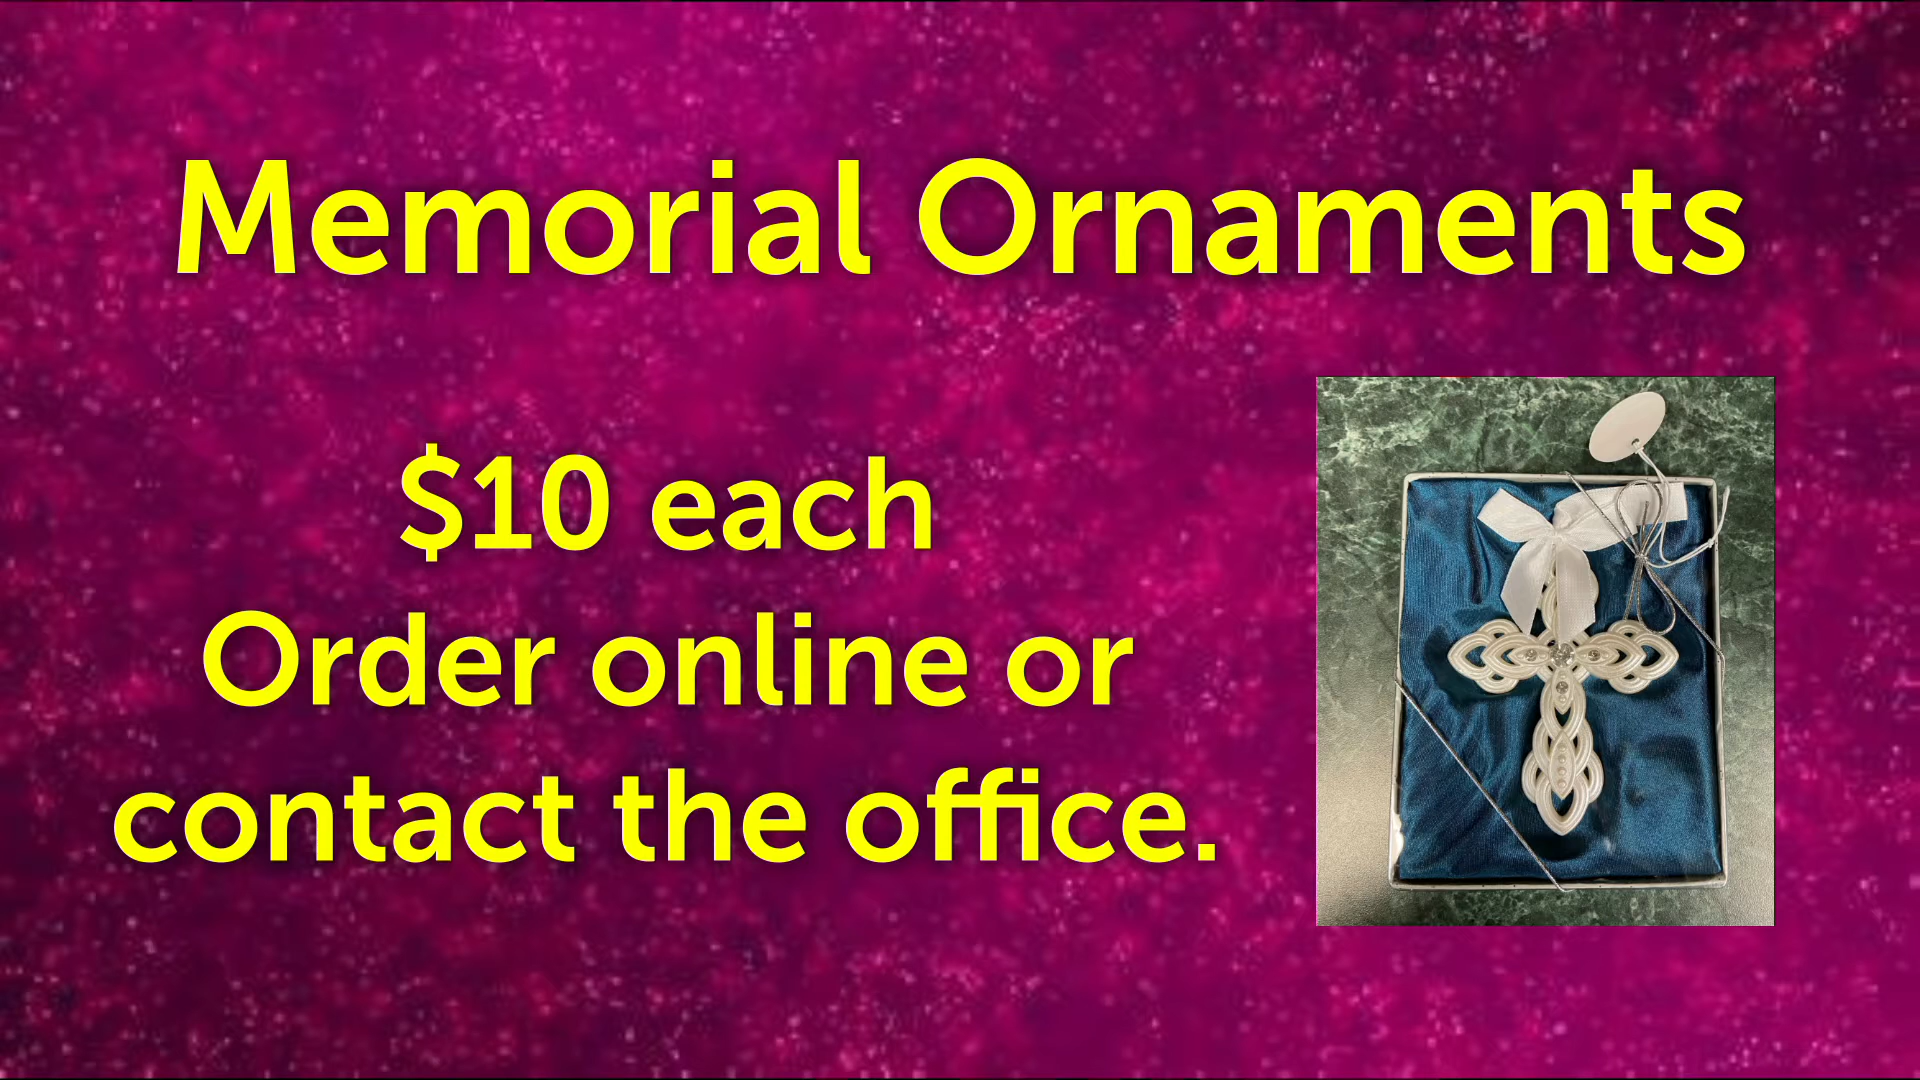 Memorial Ornaments
$10 each
Order online or
contact the office.